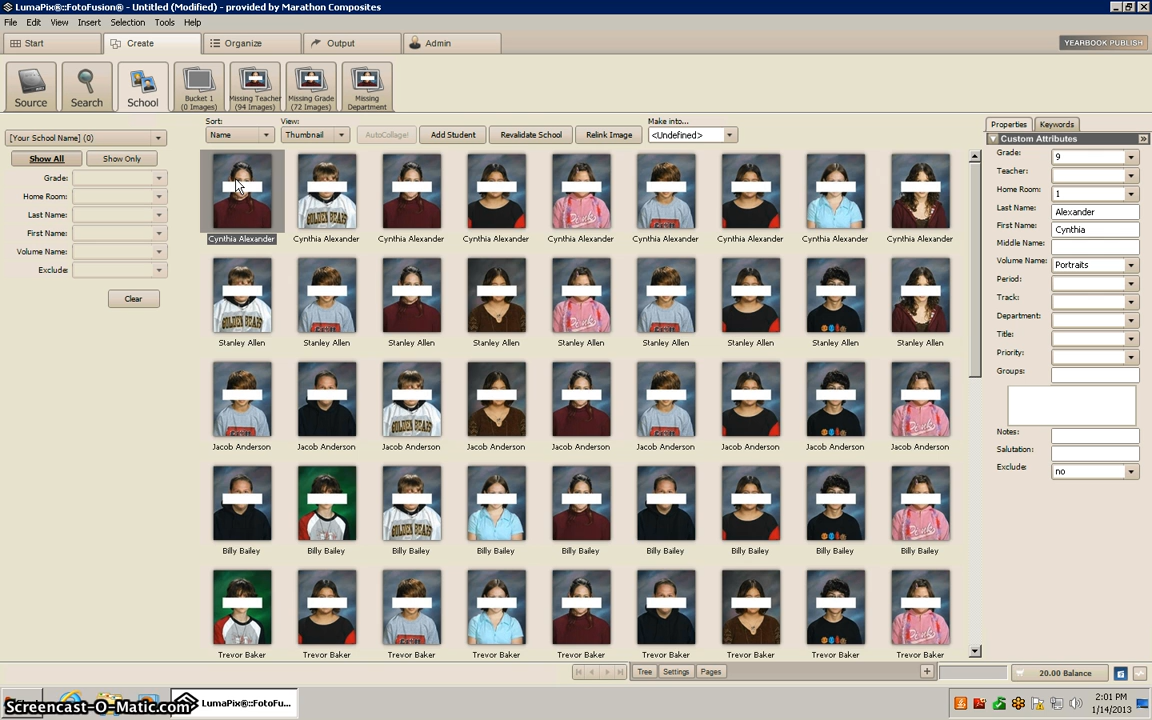 LumaPix®::FotoFusion® - Untitled (Modified) - provided by Marathon Composites
File Edit View Insert Selection Tools Help
Start Create Organize Output Admin YEARBOOK PUBLISH
Source Search School Bucket 1 (0 Images) Missing Teacher (94 Images) Missing Grade (72 Images) Missing Department
[Your School Name] (0)
Show All Show Only
Grade:
Home Room:
Last Name:
First Name:
Volume Name:
Exclude:
Clear
Sort: View: Make into...
Name Thumbnail AutoCollage! Add Student Revalidate School Relink Image <Undefined>
Cynthia Alexander Cynthia Alexander Cynthia Alexander Cynthia Alexander Cynthia Alexander Cynthia Alexander Cynthia Alexander Cynthia Alexander Cynthia Alexander
Stanley Allen Stanley Allen Stanley Allen Stanley Allen Stanley Allen Stanley Allen Stanley Allen Stanley Allen Stanley Allen
Jacob Anderson Jacob Anderson Jacob Anderson Jacob Anderson Jacob Anderson Jacob Anderson Jacob Anderson Jacob Anderson Jacob Anderson
Billy Bailey Billy Bailey Billy Bailey Billy Bailey Billy Bailey Billy Bailey Billy Bailey Billy Bailey Billy Bailey
Trevor Baker Trevor Baker Trevor Baker Trevor Baker Trevor Baker Trevor Baker Trevor Baker Trevor Baker Trevor Baker
Properties Keywords
Custom Attributes
Grade: 9
Teacher:
Home Room: 1
Last Name: Alexander
First Name: Cynthia
Middle Name:
Volume Name: Portraits
Period:
Track:
Department:
Title:
Priority:
Groups:
Notes:
Salutation:
Exclude: no
Tree Settings Pages + 20.00 Balance
Screencast-O-Matic.com LumaPix®::FotoFu... 2:01 PM
1/14/2013